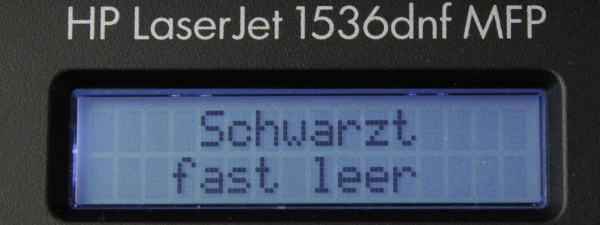 HP LaserJet 1536dnf MFP
Schwarzt
fast leer